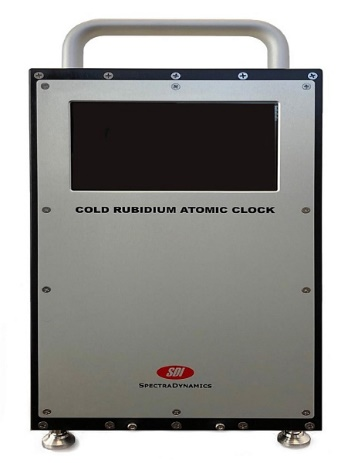 COLD RUBIDIUM ATOMIC CLOCK
SDI
SPECTRADYNAMICS